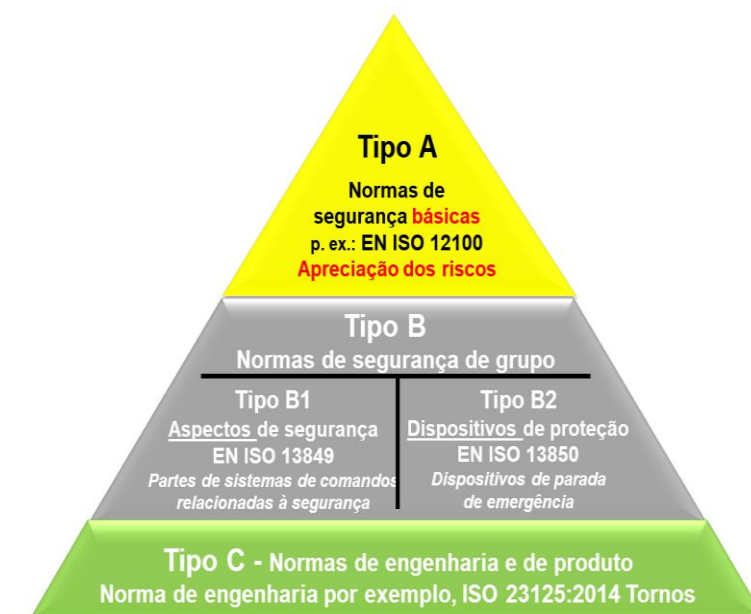 Tipo A
Normas de
segurança básicas
p. ex.: EN ISO 12100
Apreciação dos riscos
Tipo B
Normas de segurança de grupo
Tipo B1
Aspectos de segurança
EN ISO 13849
Partes de sistemas de comandos
relacionadas à segurança
Tipo B2
Dispositivos de proteção
EN ISO 13850
Dispositivos de parada
de emergência
Tipo C - Normas de engenharia e de produto
Norma de engenharia por exemplo, ISO 23125:2014 Tornos